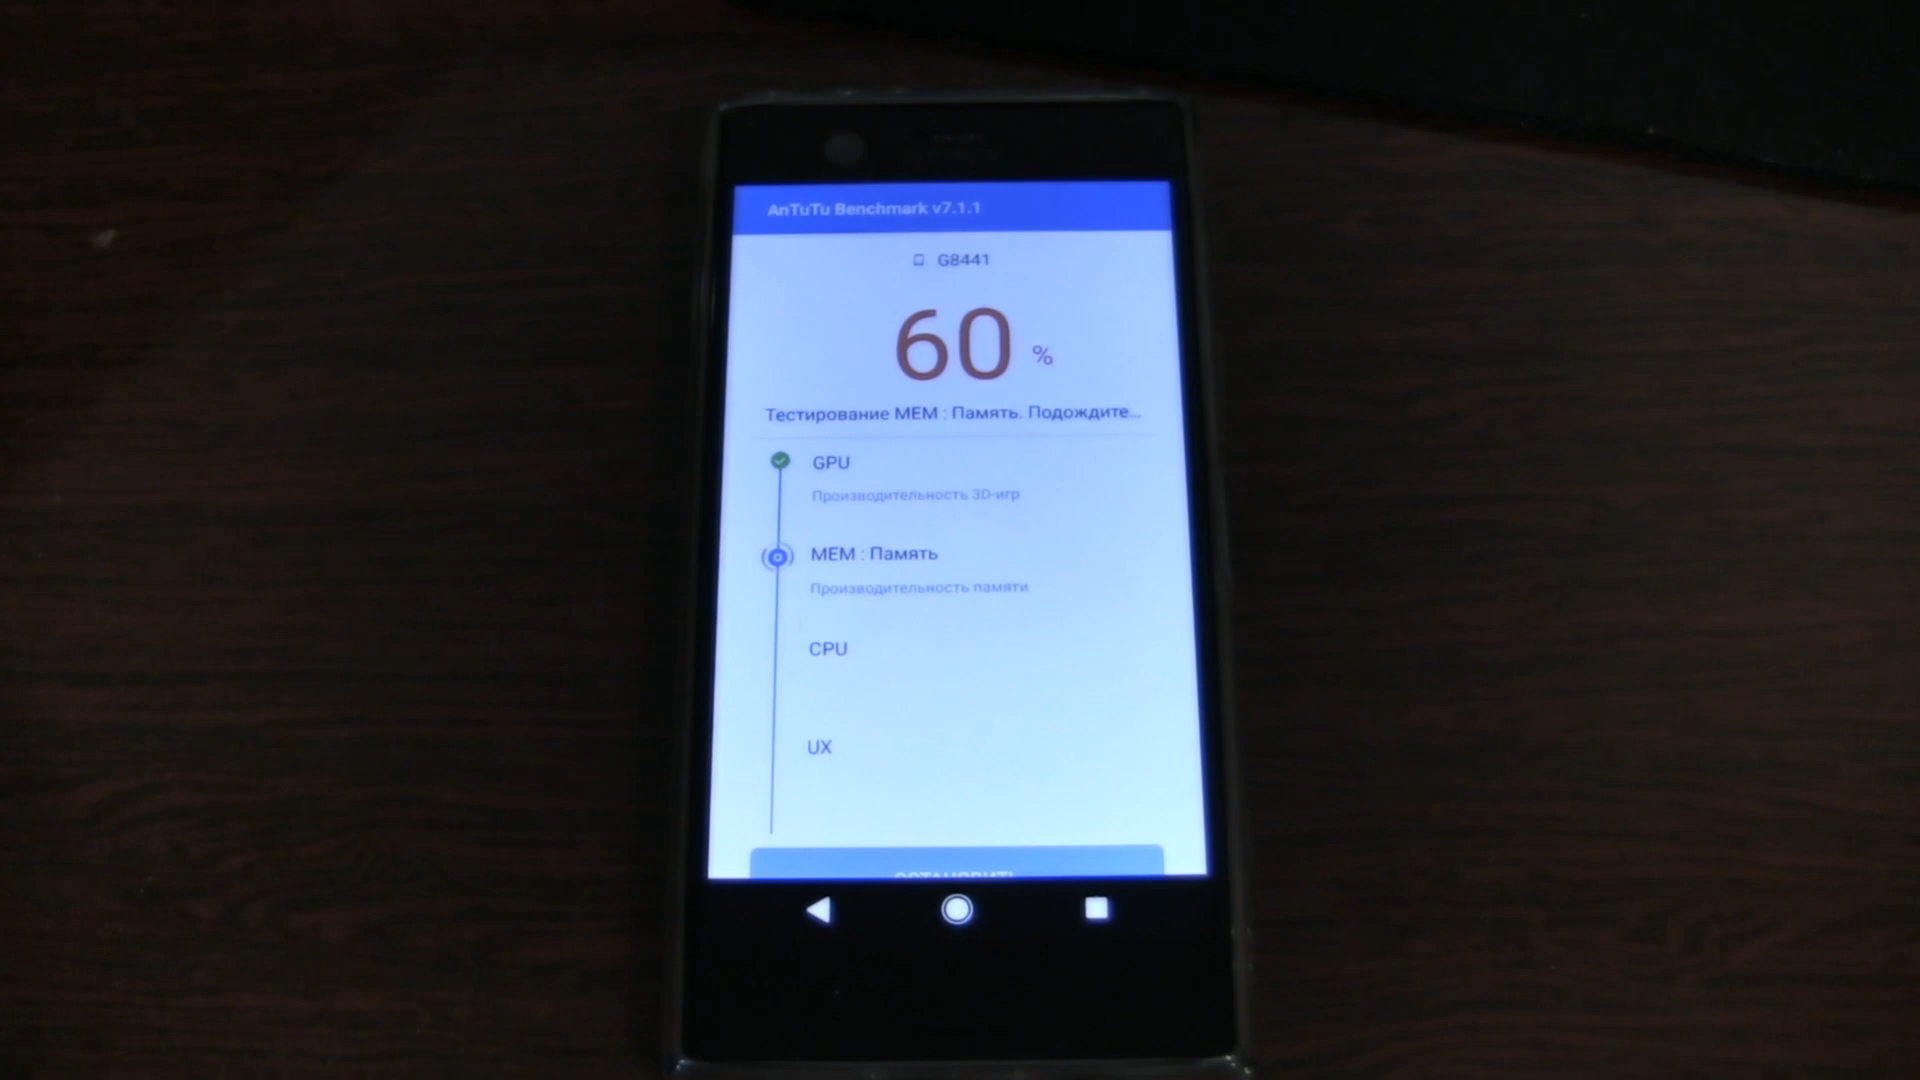 AnTuTu Benchmark v7.1.1
G8441
60 %
Тестирование MEM : Память. Подождите...
GPU
Производительность 3D-игр
MEM : Память
Производительность памяти
CPU
UX
ОСТАНОВИТЬ